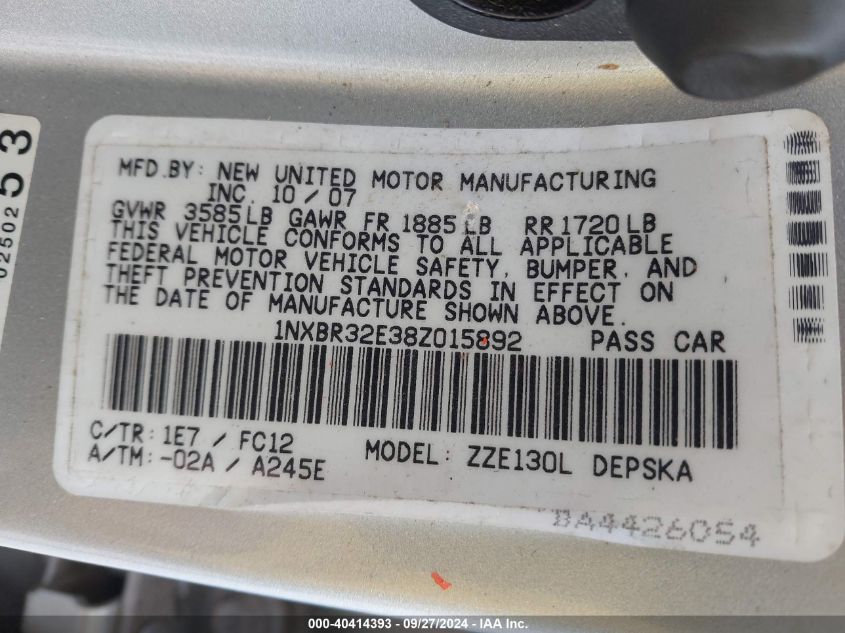 02502 53
MFD.BY: NEW UNITED MOTOR MANUFACTURING
INC. 10/07
GVWR 3585LB GAWR FR 1885LB RR1720LB
THIS VEHICLE CONFORMS TO ALL APPLICABLE
FEDERAL MOTOR VEHICLE SAFETY, BUMPER, AND
THEFT PREVENTION STANDARDS IN EFFECT ON
THE DATE OF MANUFACTURE SHOWN ABOVE.
1NXBR32E38Z015892 PASS CAR
C/TR: 1E7 / FC12
A/TM: -02A / A245E
MODEL: ZZE130L DEPSKA
BA4426054
000-40414393 - 09/27/2024 - IAA Inc.